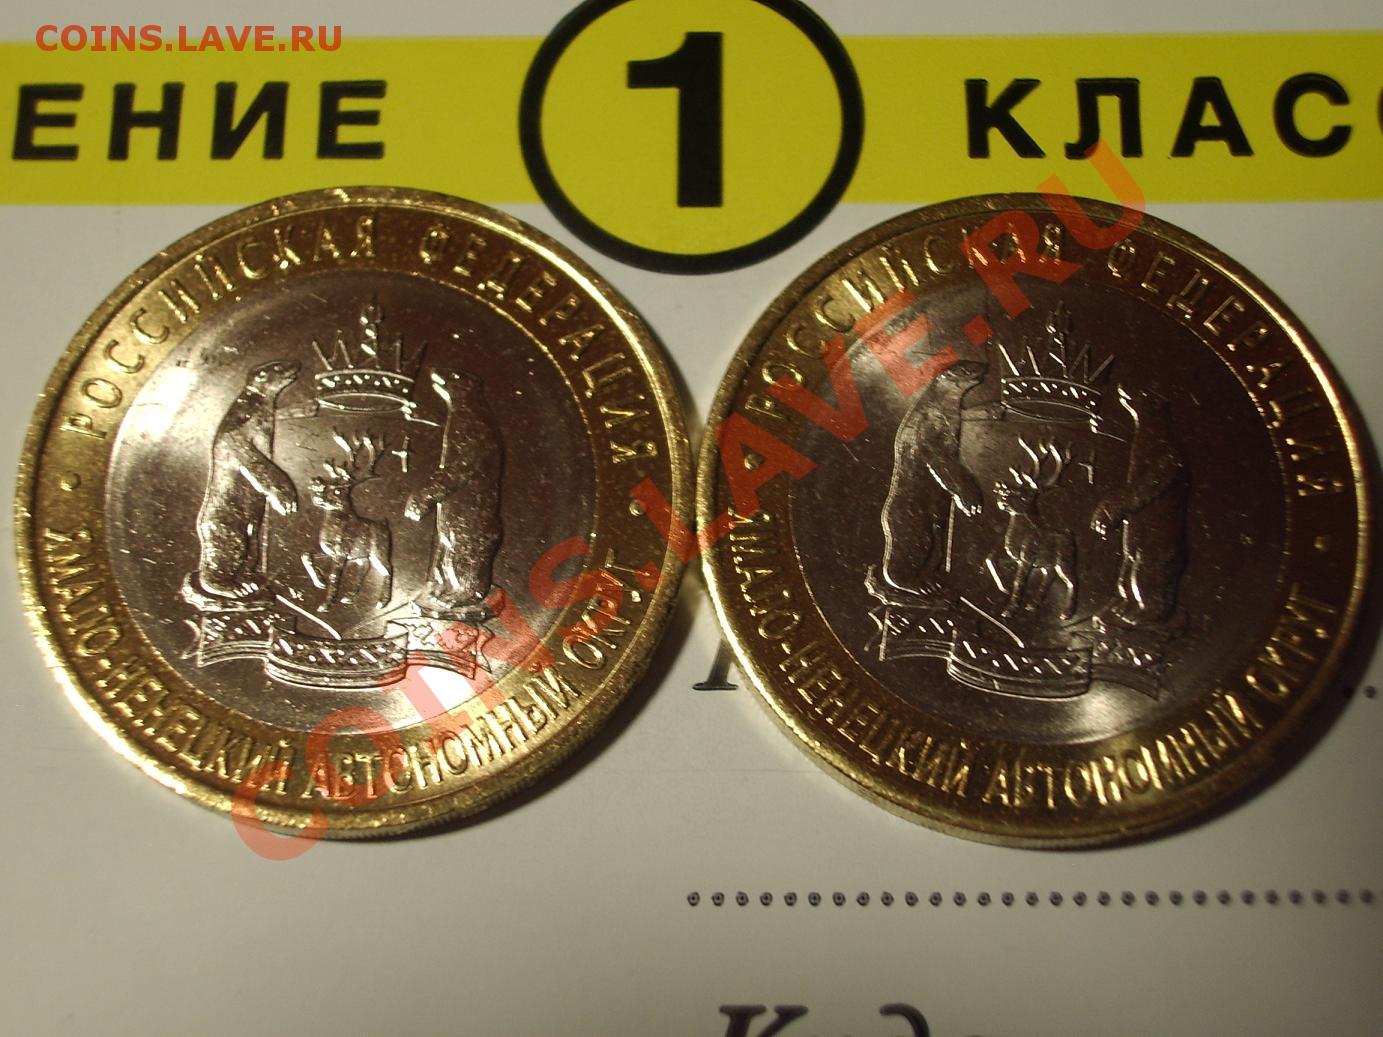 COINS.LAVE.RU
ЕНИЕ 1 КЛАСС
РОССИЙСКАЯ ФЕДЕРАЦИЯ
• ЯМАЛО-НЕНЕЦКИЙ АВТОНОМНЫЙ ОКРУГ •
РОССИЙСКАЯ ФЕДЕРАЦИЯ
• ЯМАЛО-НЕНЕЦКИЙ АВТОНОМНЫЙ ОКРУГ •
COINS.LAVE.RU